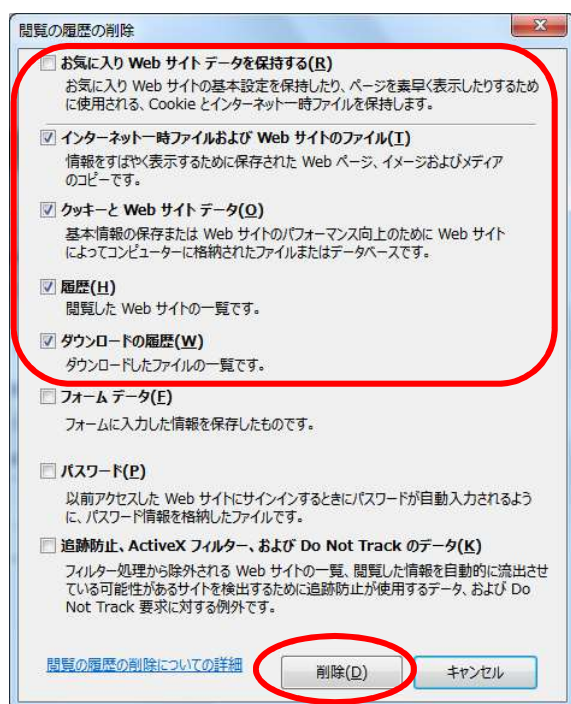 閲覧の履歴の削除
お気に入り Web サイト データを保持する(R)
お気に入り Web サイトの基本設定を保持したり、ページを素早く表示したりするため
に使用される、Cookie とインターネット一時ファイルを保持します。
インターネット一時ファイルおよび Web サイトのファイル(T)
情報をすばやく表示するために保存された Web ページ、イメージおよびメディア
のコピーです。
クッキーと Web サイト データ(O)
基本情報の保存または Web サイトのパフォーマンス向上のために Web サイト
によってコンピューターに格納されたファイルまたはデータベースです。
履歴(H)
閲覧した Web サイトの一覧です。
ダウンロードの履歴(W)
ダウンロードしたファイルの一覧です。
フォーム データ(F)
フォームに入力した情報を保存したものです。
パスワード(P)
以前アクセスした Web サイトにサインインするときにパスワードが自動入力されるよう
に、パスワード情報を格納したファイルです。
追跡防止、ActiveX フィルター、および Do Not Track のデータ(K)
フィルター処理から除外される Web サイトの一覧、閲覧した情報を自動的に流出させ
ている可能性があるサイトを検出するために追跡防止が使用するデータ、および Do
Not Track 要求に対する例外です。
閲覧の履歴の削除についての詳細
削除(D)
キャンセル